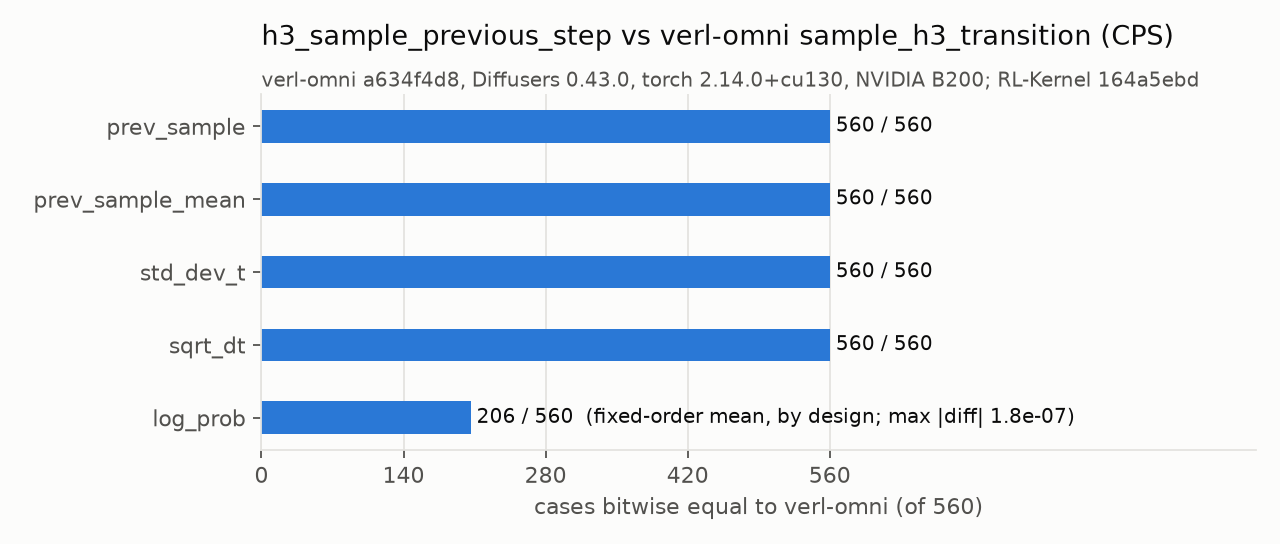 h3_sample_previous_step vs verl-omni sample_h3_transition (CPS)
verl-omni a634f4d8, Diffusers 0.43.0, torch 2.14.0+cu130, NVIDIA B200; RL-Kernel 164a5ebd
prev_sample 560 / 560
prev_sample_mean 560 / 560
std_dev_t 560 / 560
sqrt_dt 560 / 560
log_prob 206 / 560 (fixed-order mean, by design; max |diff| 1.8e-07)
0 140 280 420 560
cases bitwise equal to verl-omni (of 560)